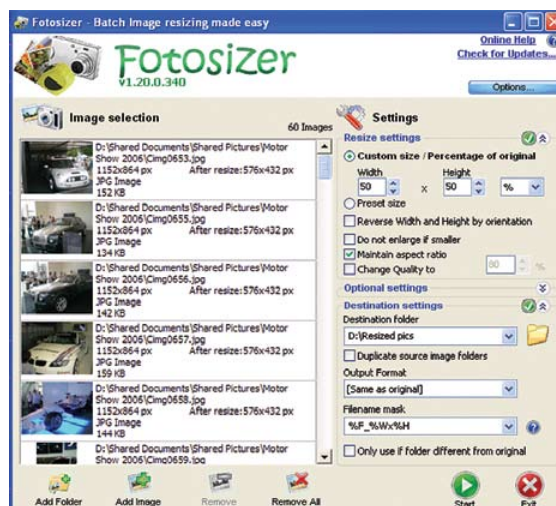 Fotosizer - Batch Image resizing made easy
Fotosizer
v1.20.0.340
Online Help
Check for Updates...
Options...
Image selection
60 Images
D:\Shared Documents\Shared Pictures\Motor
Show 2006\Cimg0653.jpg
1152x864 px After resize:576x432 px
JPG Image
152 KB
D:\Shared Documents\Shared Pictures\Motor
Show 2006\Cimg0655.jpg
1152x864 px After resize:576x432 px
JPG Image
134 KB
D:\Shared Documents\Shared Pictures\Motor
Show 2006\Cimg0656.jpg
1152x864 px After resize:576x432 px
JPG Image
142 KB
D:\Shared Documents\Shared Pictures\Motor
Show 2006\Cimg0657.jpg
1152x864 px After resize:576x432 px
JPG Image
159 KB
D:\Shared Documents\Shared Pictures\Motor
Show 2006\Cimg0658.jpg
1152x864 px After resize:576x432 px
JPG Image
144 KB
D:\Shared Documents\Shared Pictures\Motor
Show 2006\Cimg0659.jpg
Add Folder
Add Image
Remove
Remove All
Settings
Resize settings
Custom size / Percentage of original
Width Height
50 x 50 %
Preset size
Reverse Width and Height by orientation
Do not enlarge if smaller
Maintain aspect ratio
Change Quality to 80 %
Optional settings
Destination settings
Destination folder
D:\Resized pics
Duplicate source image folders
Output Format
[Same as original]
Filename mask
%F_%Wx%H
Only use if folder different from original
Start
Exit